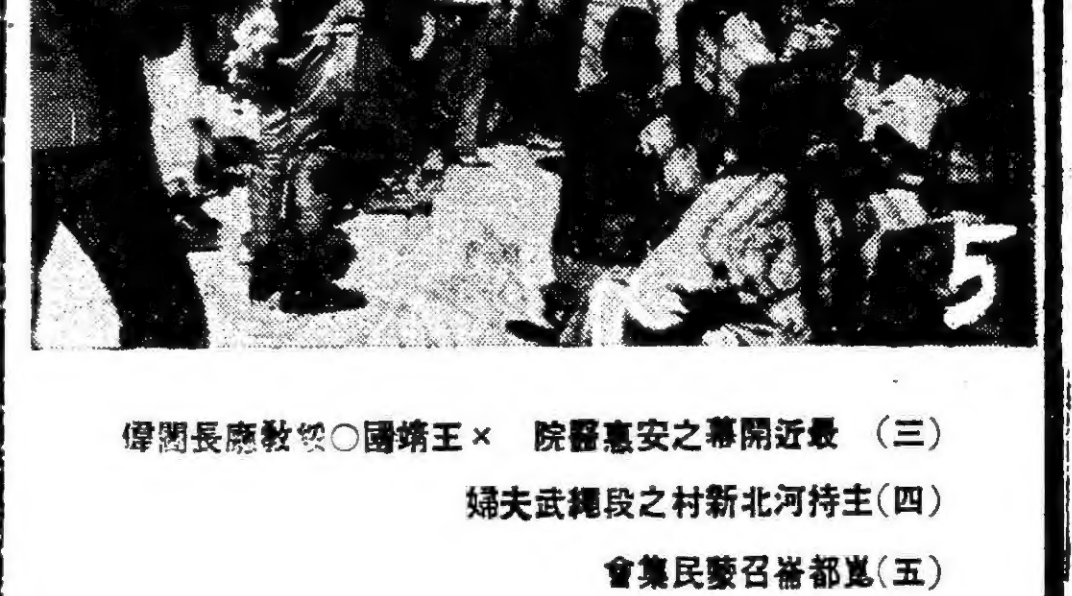 5
(三) 最近開幕之安惠醫院 ×王靖國○綏教廳長閻偉
(四)主持河北新村之段繩武夫婦
(五)崑都崙召蒙民集會